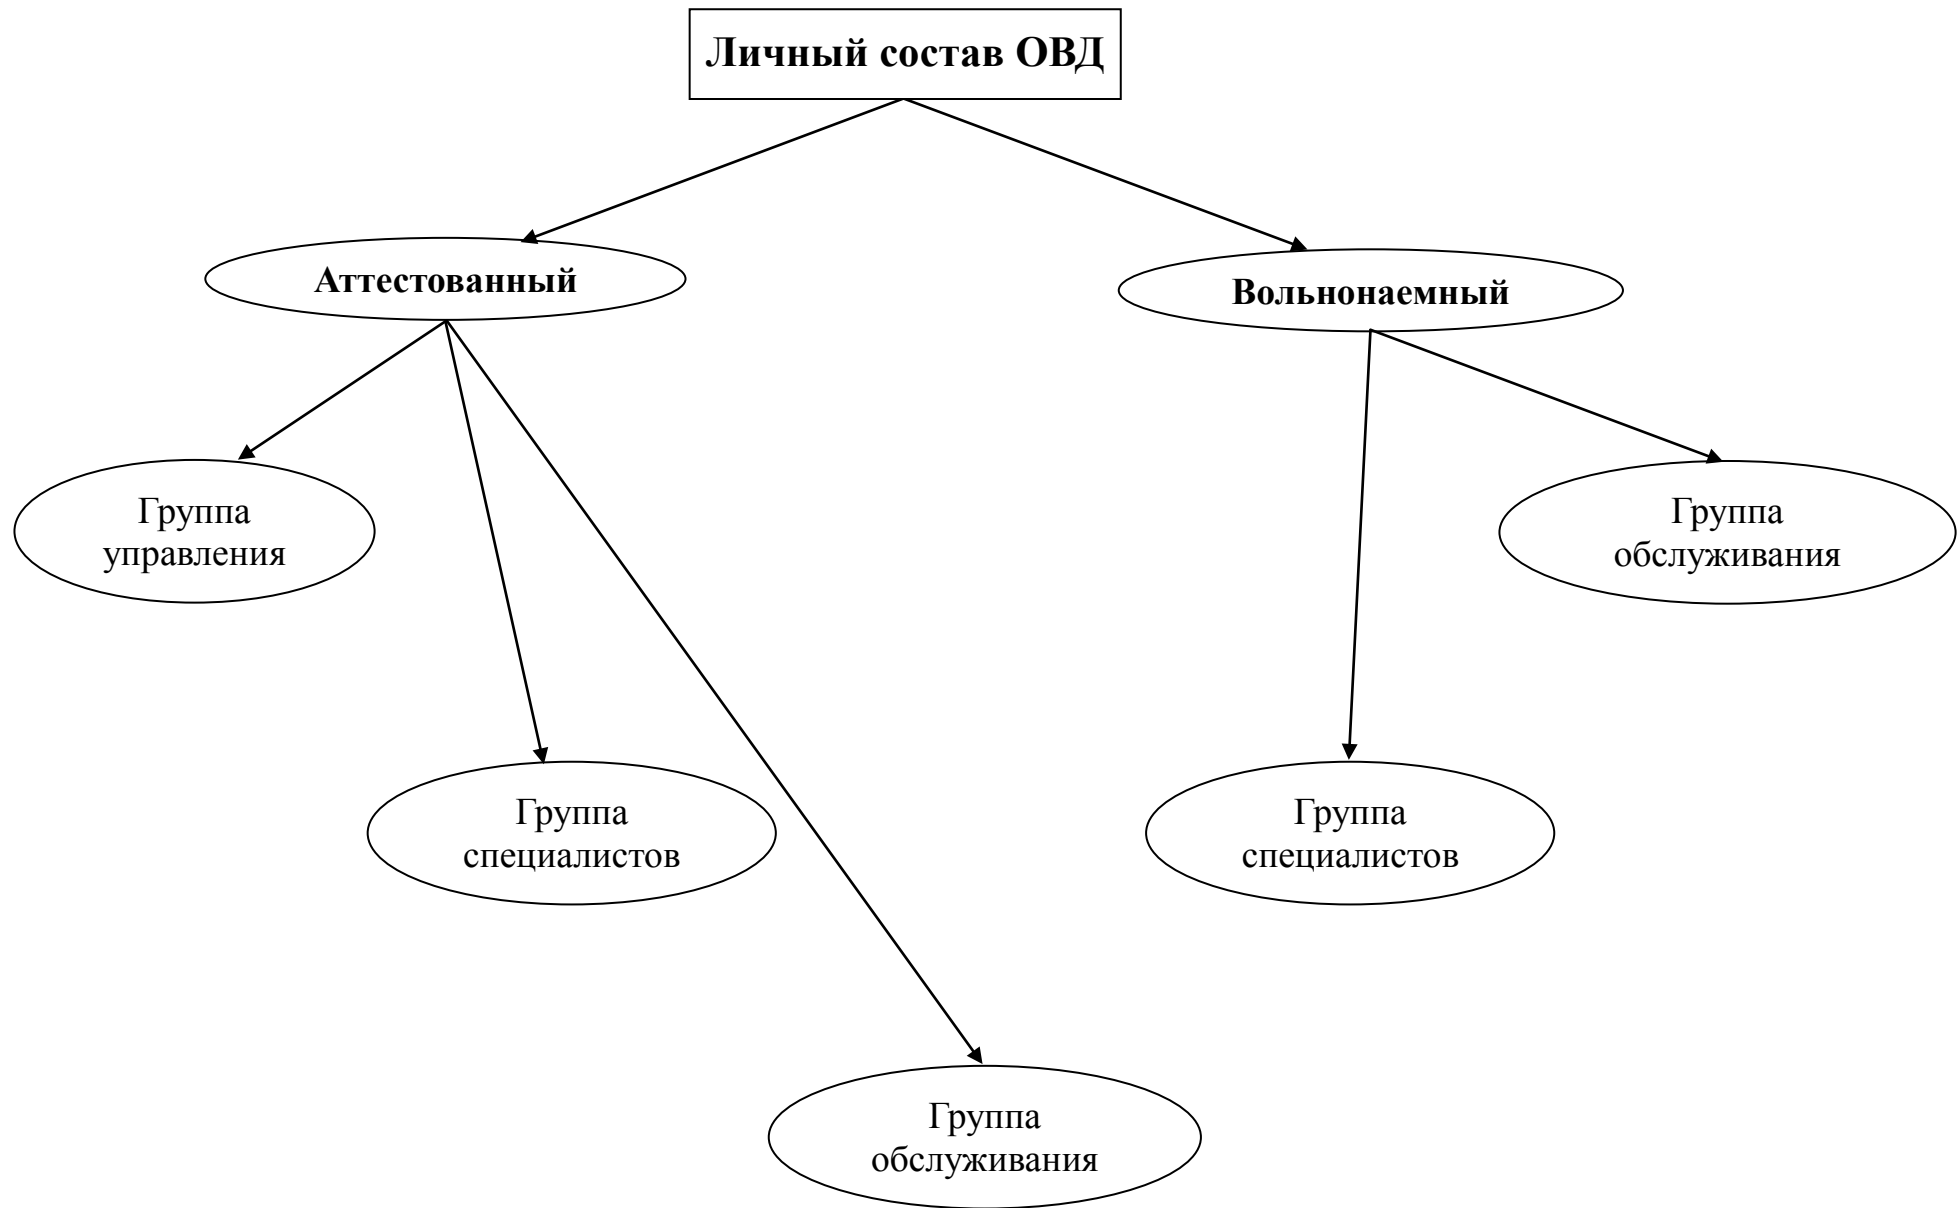 Личный состав ОВД
Аттестованный
Вольнонаемный
Группа
управления
Группа
обслуживания
Группа
специалистов
Группа
специалистов
Группа
обслуживания